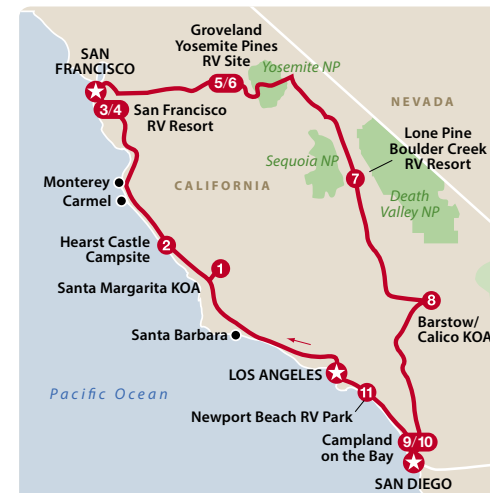 Groveland
Yosemite Pines
RV Site
SAN
FRANCISCO
5/6
Yosemite NP
3/4
San Francisco
RV Resort
NEVADA
Lone Pine
Boulder Creek
RV Resort
Sequoia NP
7
Monterey
Carmel
CALIFORNIA
Death
Valley NP
Hearst Castle
Campsite
2
1
Santa Margarita KOA
8
Barstow/
Calico KOA
Santa Barbara
LOS ANGELES
Pacific Ocean
11
Newport Beach RV Park
Campland
on the Bay
9/10
SAN DIEGO